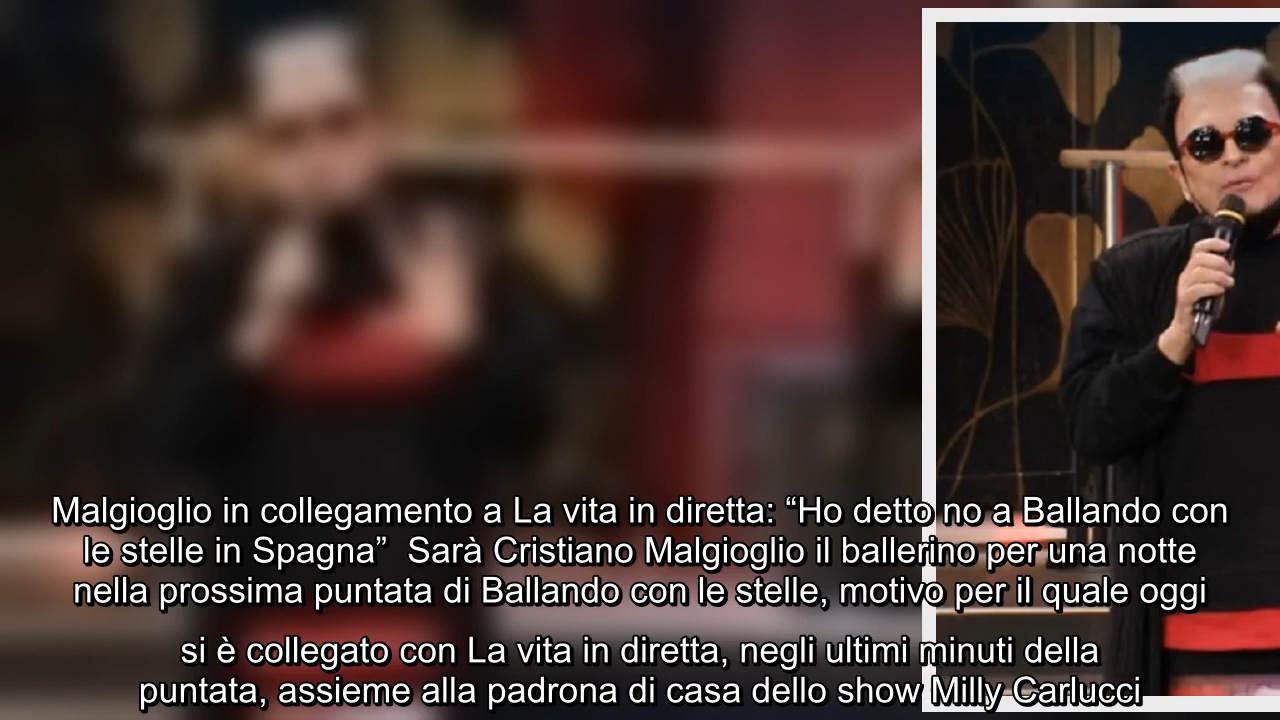 Malgioglio in collegamento a La vita in diretta: “Ho detto no a Ballando con
le stelle in Spagna”  Sarà Cristiano Malgioglio il ballerino per una notte
nella prossima puntata di Ballando con le stelle, motivo per il quale oggi
si è collegato con La vita in diretta, negli ultimi minuti della
puntata, assieme alla padrona di casa dello show Milly Carlucci